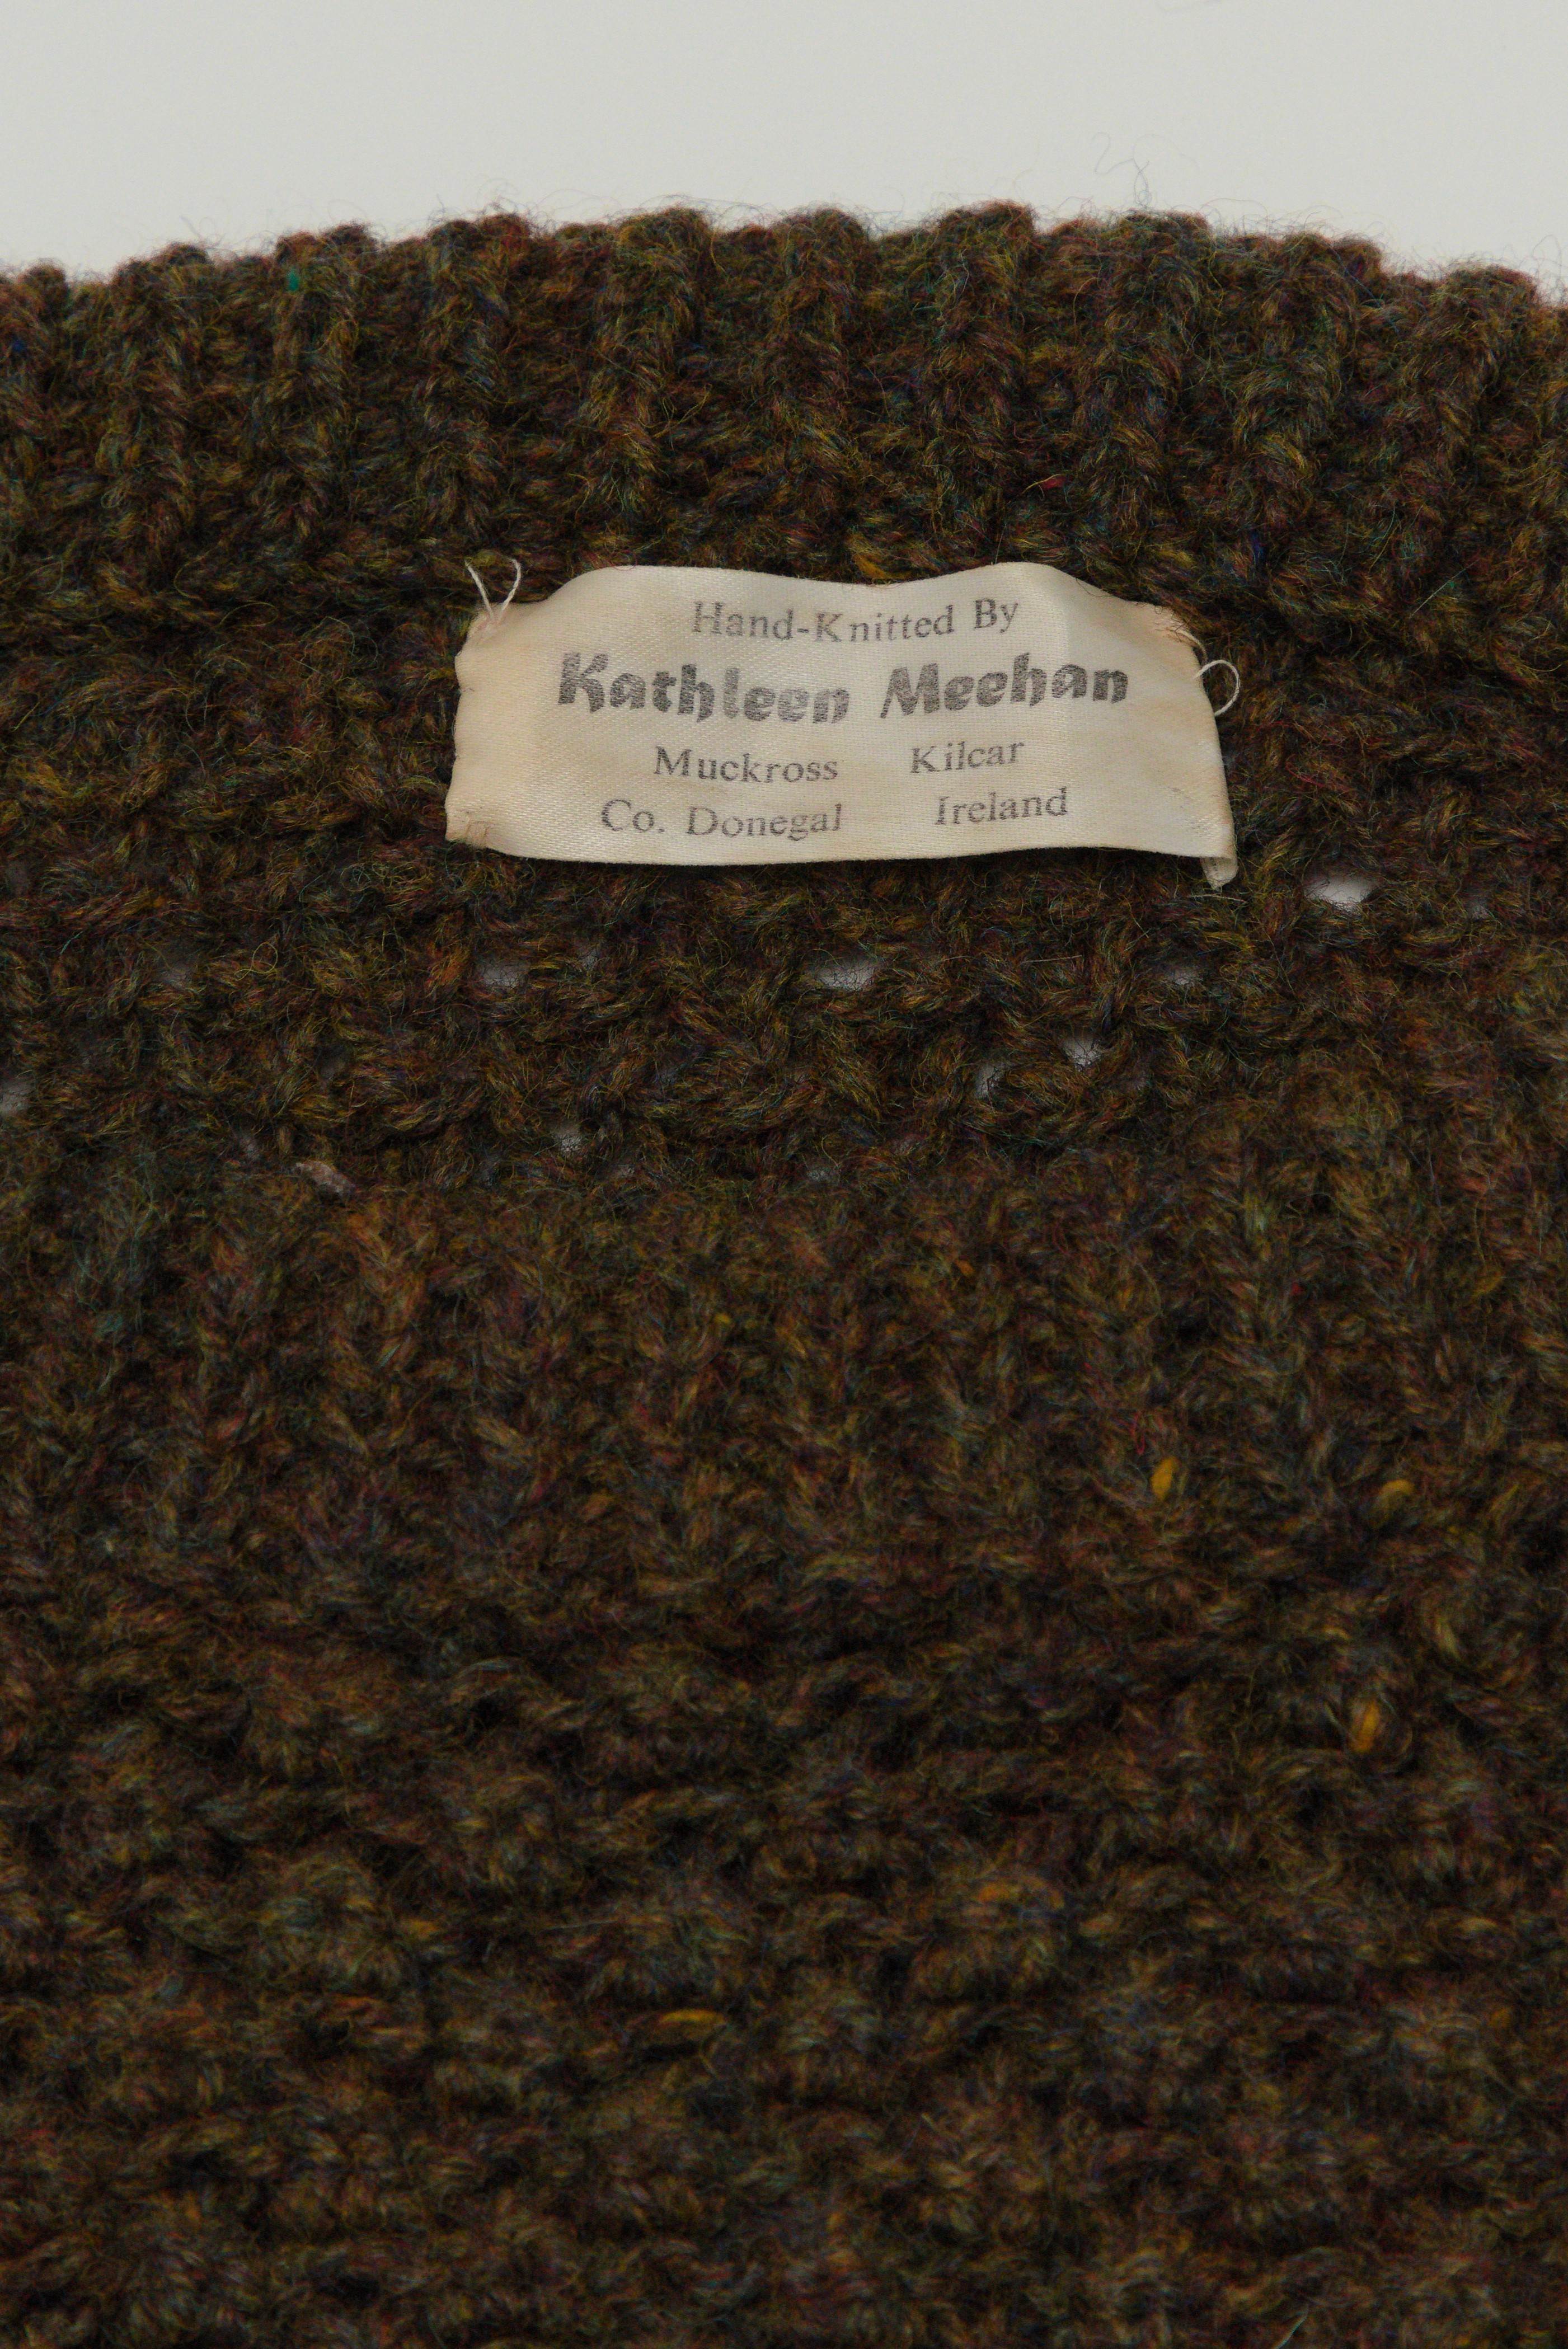 Hand-Knitted By
Kathleen Meehan
Muckross Kilcar
Co. Donegal Ireland